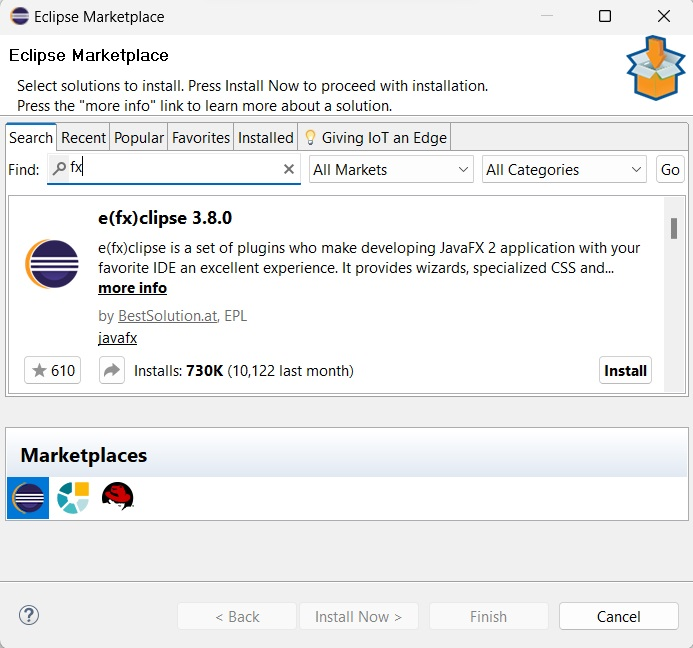 Eclipse Marketplace
Eclipse Marketplace
Select solutions to install. Press Install Now to proceed with installation.
Press the "more info" link to learn more about a solution.
Search Recent Popular Favorites Installed Giving IoT an Edge
Find: fx All Markets All Categories Go
e(fx)clipse 3.8.0
e(fx)clipse is a set of plugins who make developing JavaFX 2 application with your
favorite IDE an excellent experience. It provides wizards, specialized CSS and...
more info
by BestSolution.at, EPL
javafx
610 Installs: 730K (10,122 last month) Install
Marketplaces
? < Back Install Now > Finish Cancel